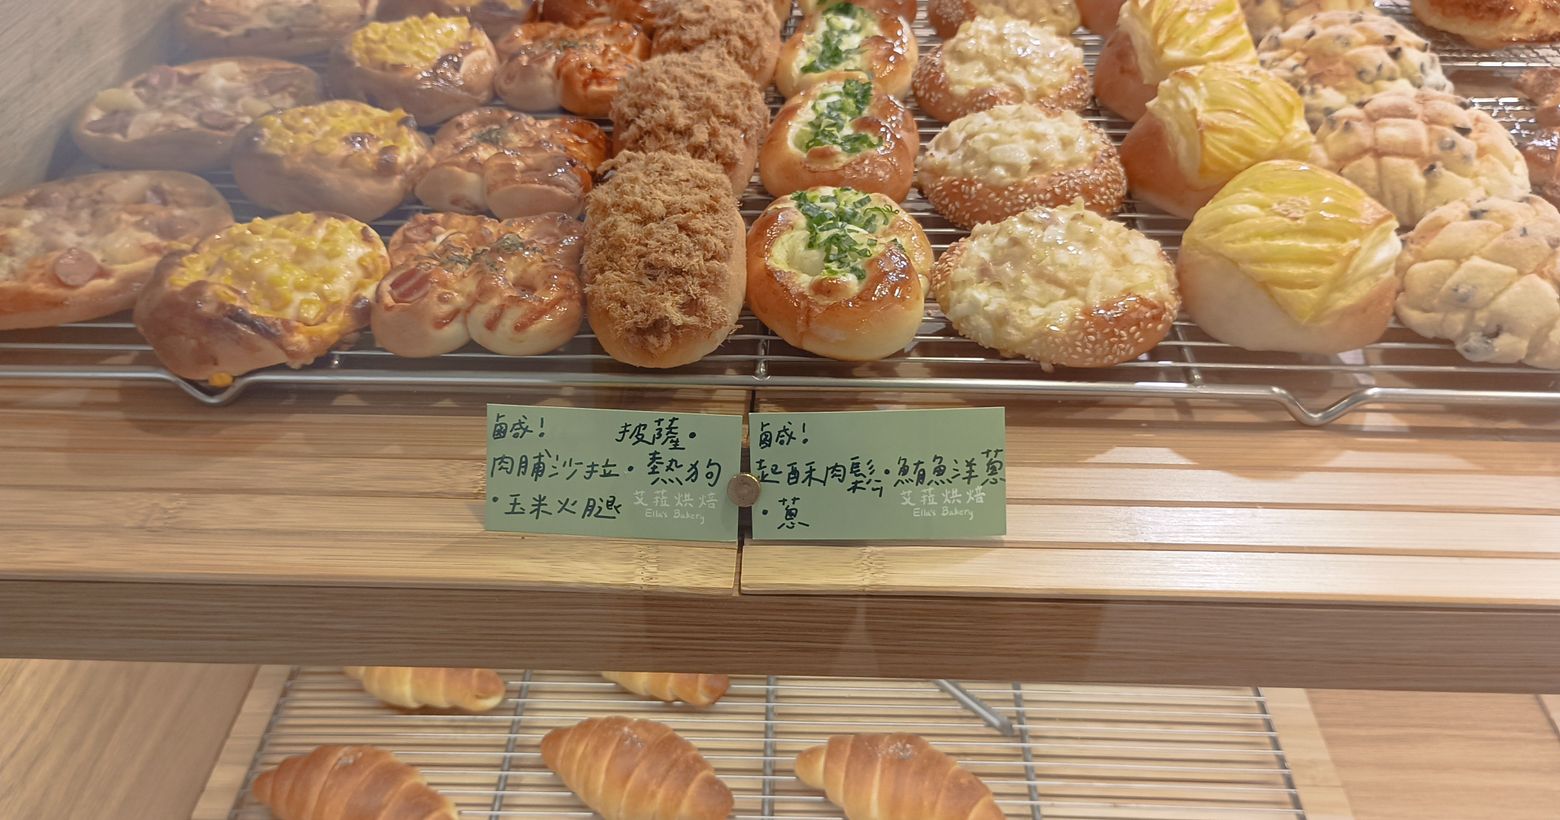 鹹！ 披薩・
肉脯沙拉・熱狗
・玉米火腿
艾菈烘焙
Ella's Bakery
鹹！
起酥肉鬆・鮪魚洋蔥
・蔥
艾菈烘焙
Ella's Bakery